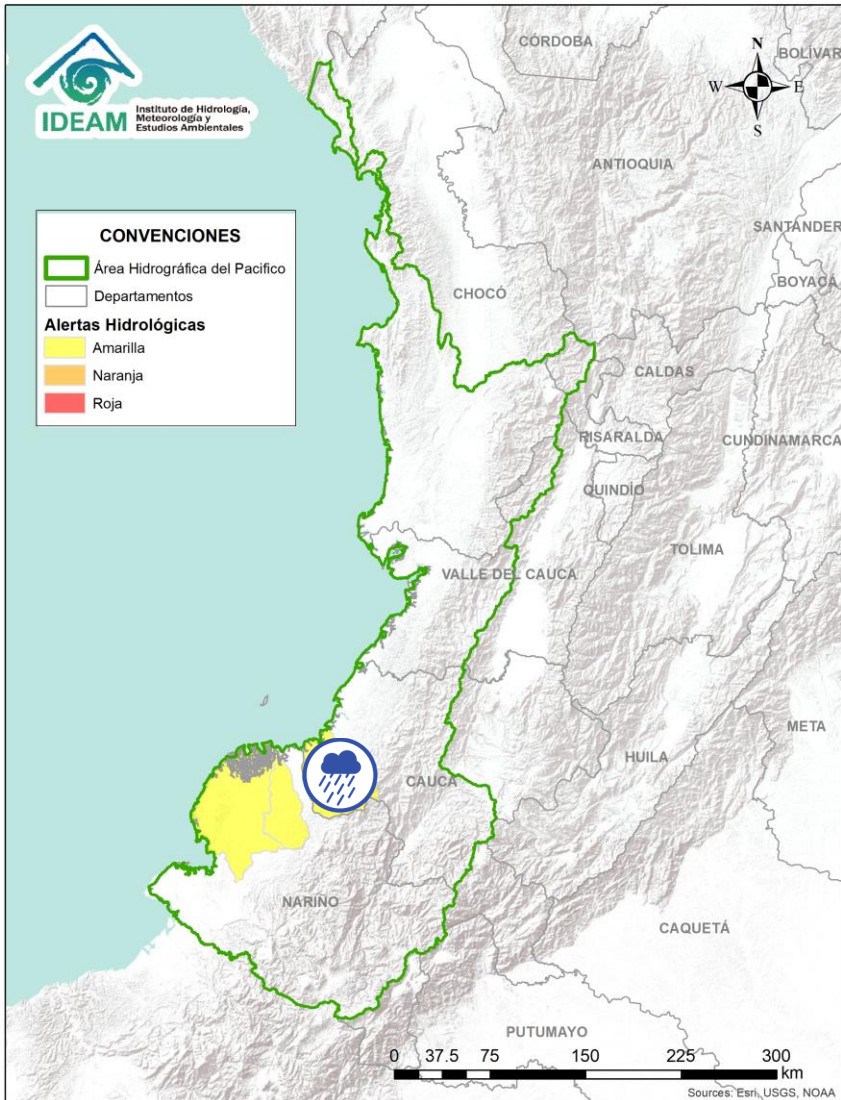 IDEAM
Instituto de Hidrología,
Meteorología y
Estudios Ambientales
CÓRDOBA
BOLÍVAR
N
W
E
S
ANTIOQUIA
SANTANDER
BOYACÁ
CONVENCIONES
Área Hidrográfica del Pacifico
Departamentos
Alertas Hidrológicas
Amarilla
Naranja
Roja
CHOCÓ
CALDAS
RISARALDA
CUNDINAMARCA
QUINDÍO
TOLIMA
VALLE DEL CAUCA
META
HUILA
CAUCA
NARIÑO
CAQUETÁ
PUTUMAYO
0 37.5 75 150 225 300
km
Sources: Esri, USGS, NOAA